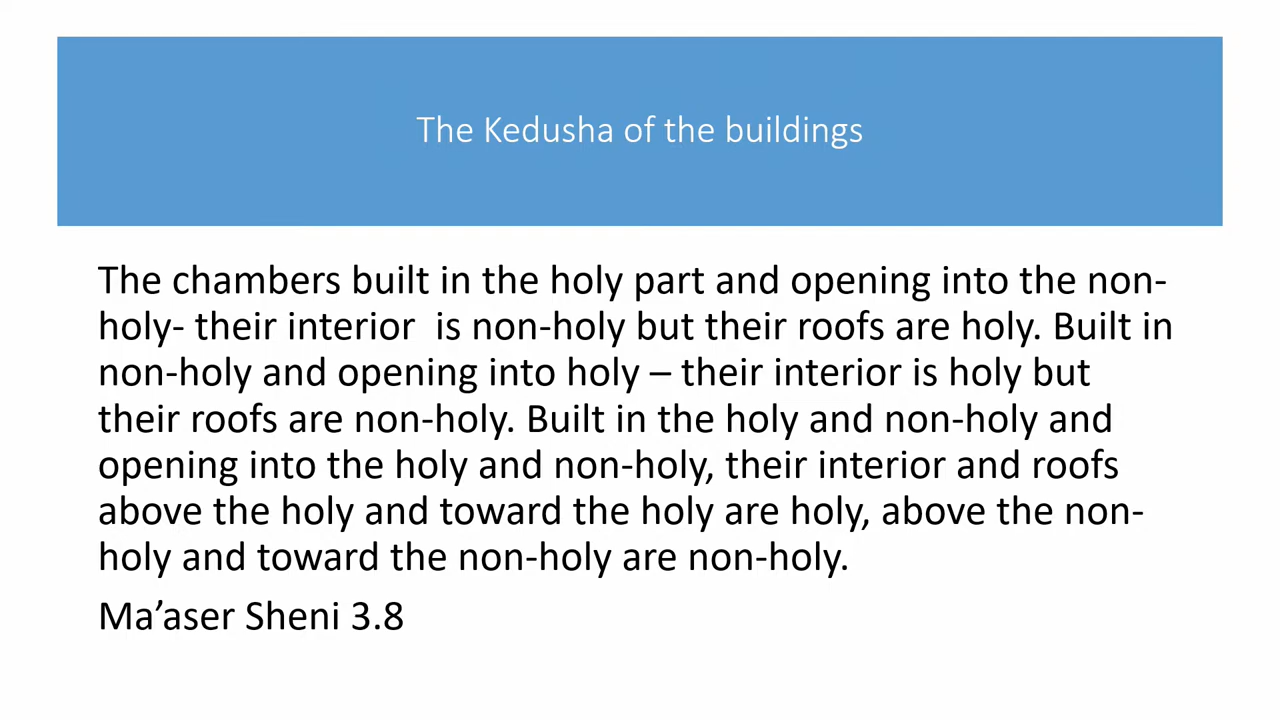 The Kedusha of the buildings
The chambers built in the holy part and opening into the non-
holy- their interior  is non-holy but their roofs are holy. Built in
non-holy and opening into holy – their interior is holy but
their roofs are non-holy. Built in the holy and non-holy and
opening into the holy and non-holy, their interior and roofs
above the holy and toward the holy are holy, above the non-
holy and toward the non-holy are non-holy.
Ma’aser Sheni 3.8